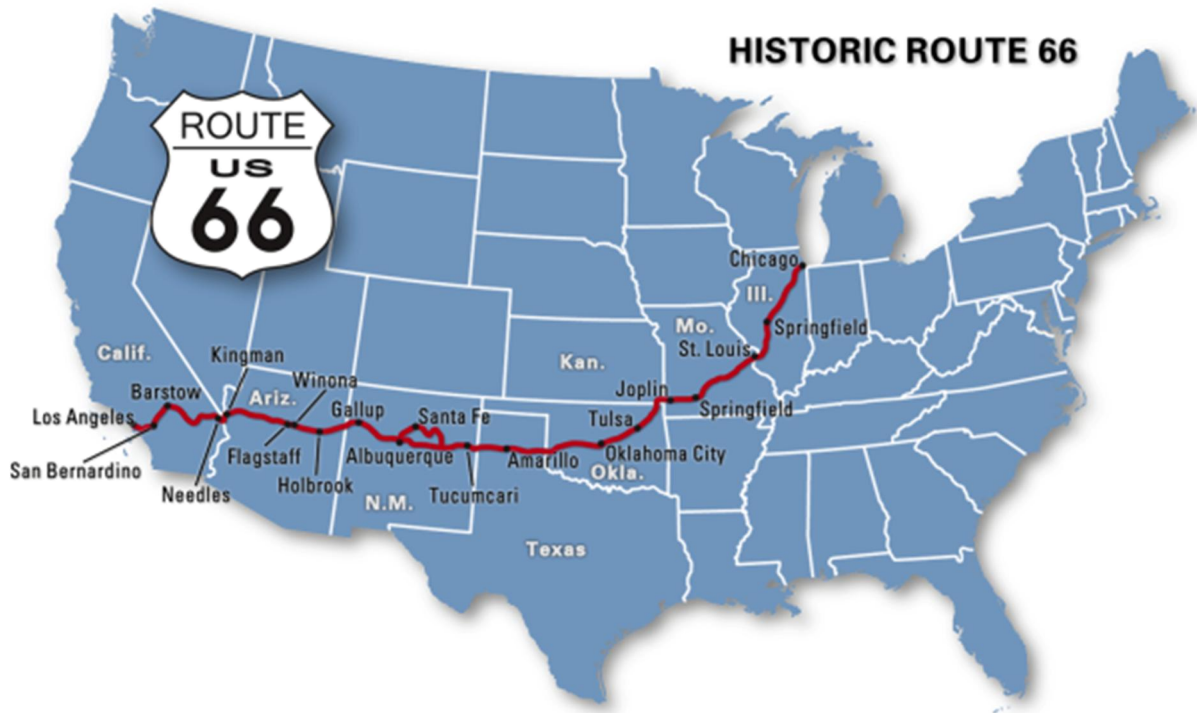 HISTORIC ROUTE 66
ROUTE
US
66
Chicago
Ill.
Springfield
Mo.
St. Louis
Calif.
Kingman
Kan.
Winona
Joplin
Barstow
Ariz.
Springfield
Gallup
Los Angeles
Santa Fe
Tulsa
San Bernardino
Flagstaff
Albuquerque
Amarillo
Oklahoma City
Needles
Holbrook
Tucumcari
Okla.
N.M.
Texas